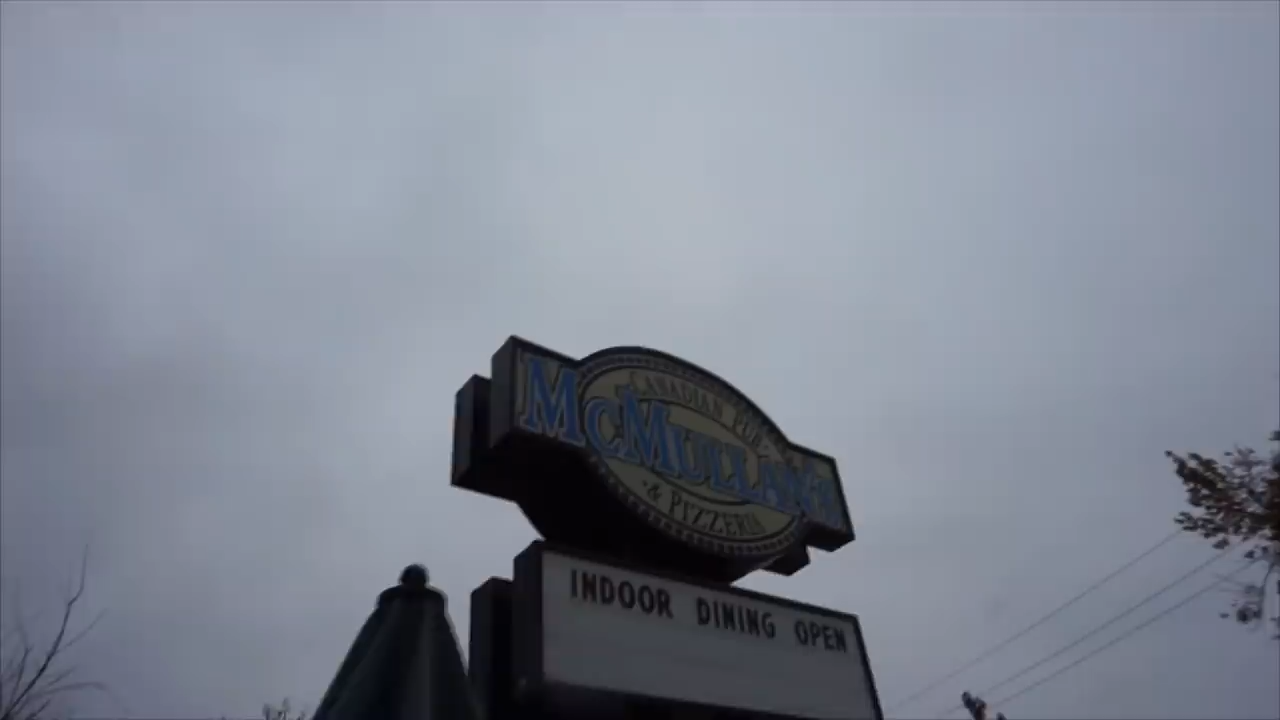 CANADIAN PUB
MCMULLAN'S
& PIZZERIA
INDOOR DINING OPEN